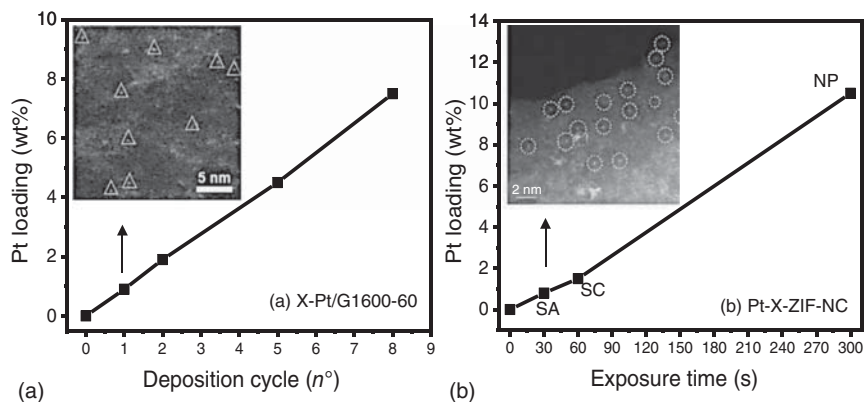 10
8
6
4
2
0
Pt loading (wt%)
5 nm
(a) X-Pt/G1600-60
0 1 2 3 4 5 6 7 8 9
Deposition cycle (n°)
(a)
14
12
10
8
6
4
2
0
Pt loading (wt%)
2 nm
NP
SA
SC
(b) Pt-X-ZIF-NC
0 30 60 90 120 150 180 210 240 270 300
Exposure time (s)
(b)